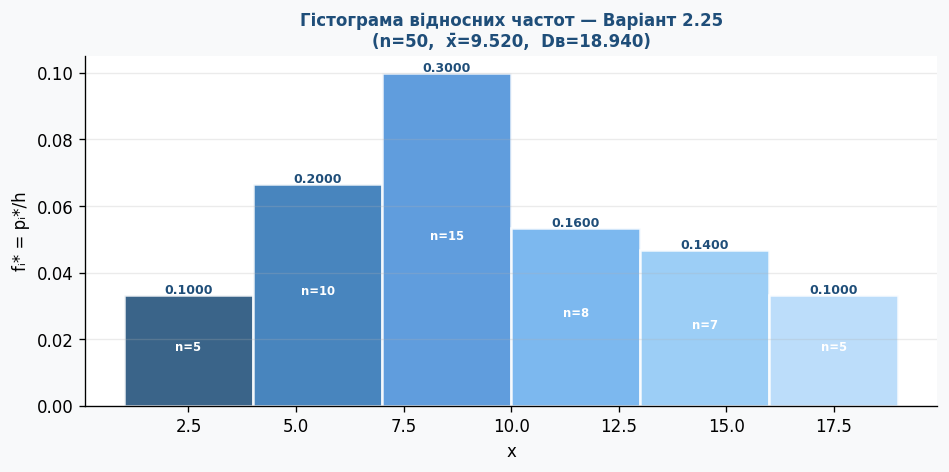 Гістограма відносних частот — Варіант 2.25
(n=50, x̄=9.520, Dв=18.940)
0.10
0.08
0.06
0.04
0.02
0.00
fᵢ* = pᵢ*/h
0.1000
n=5
0.2000
n=10
0.3000
n=15
0.1600
n=8
0.1400
n=7
0.1000
n=5
2.5 5.0 7.5 10.0 12.5 15.0 17.5
x